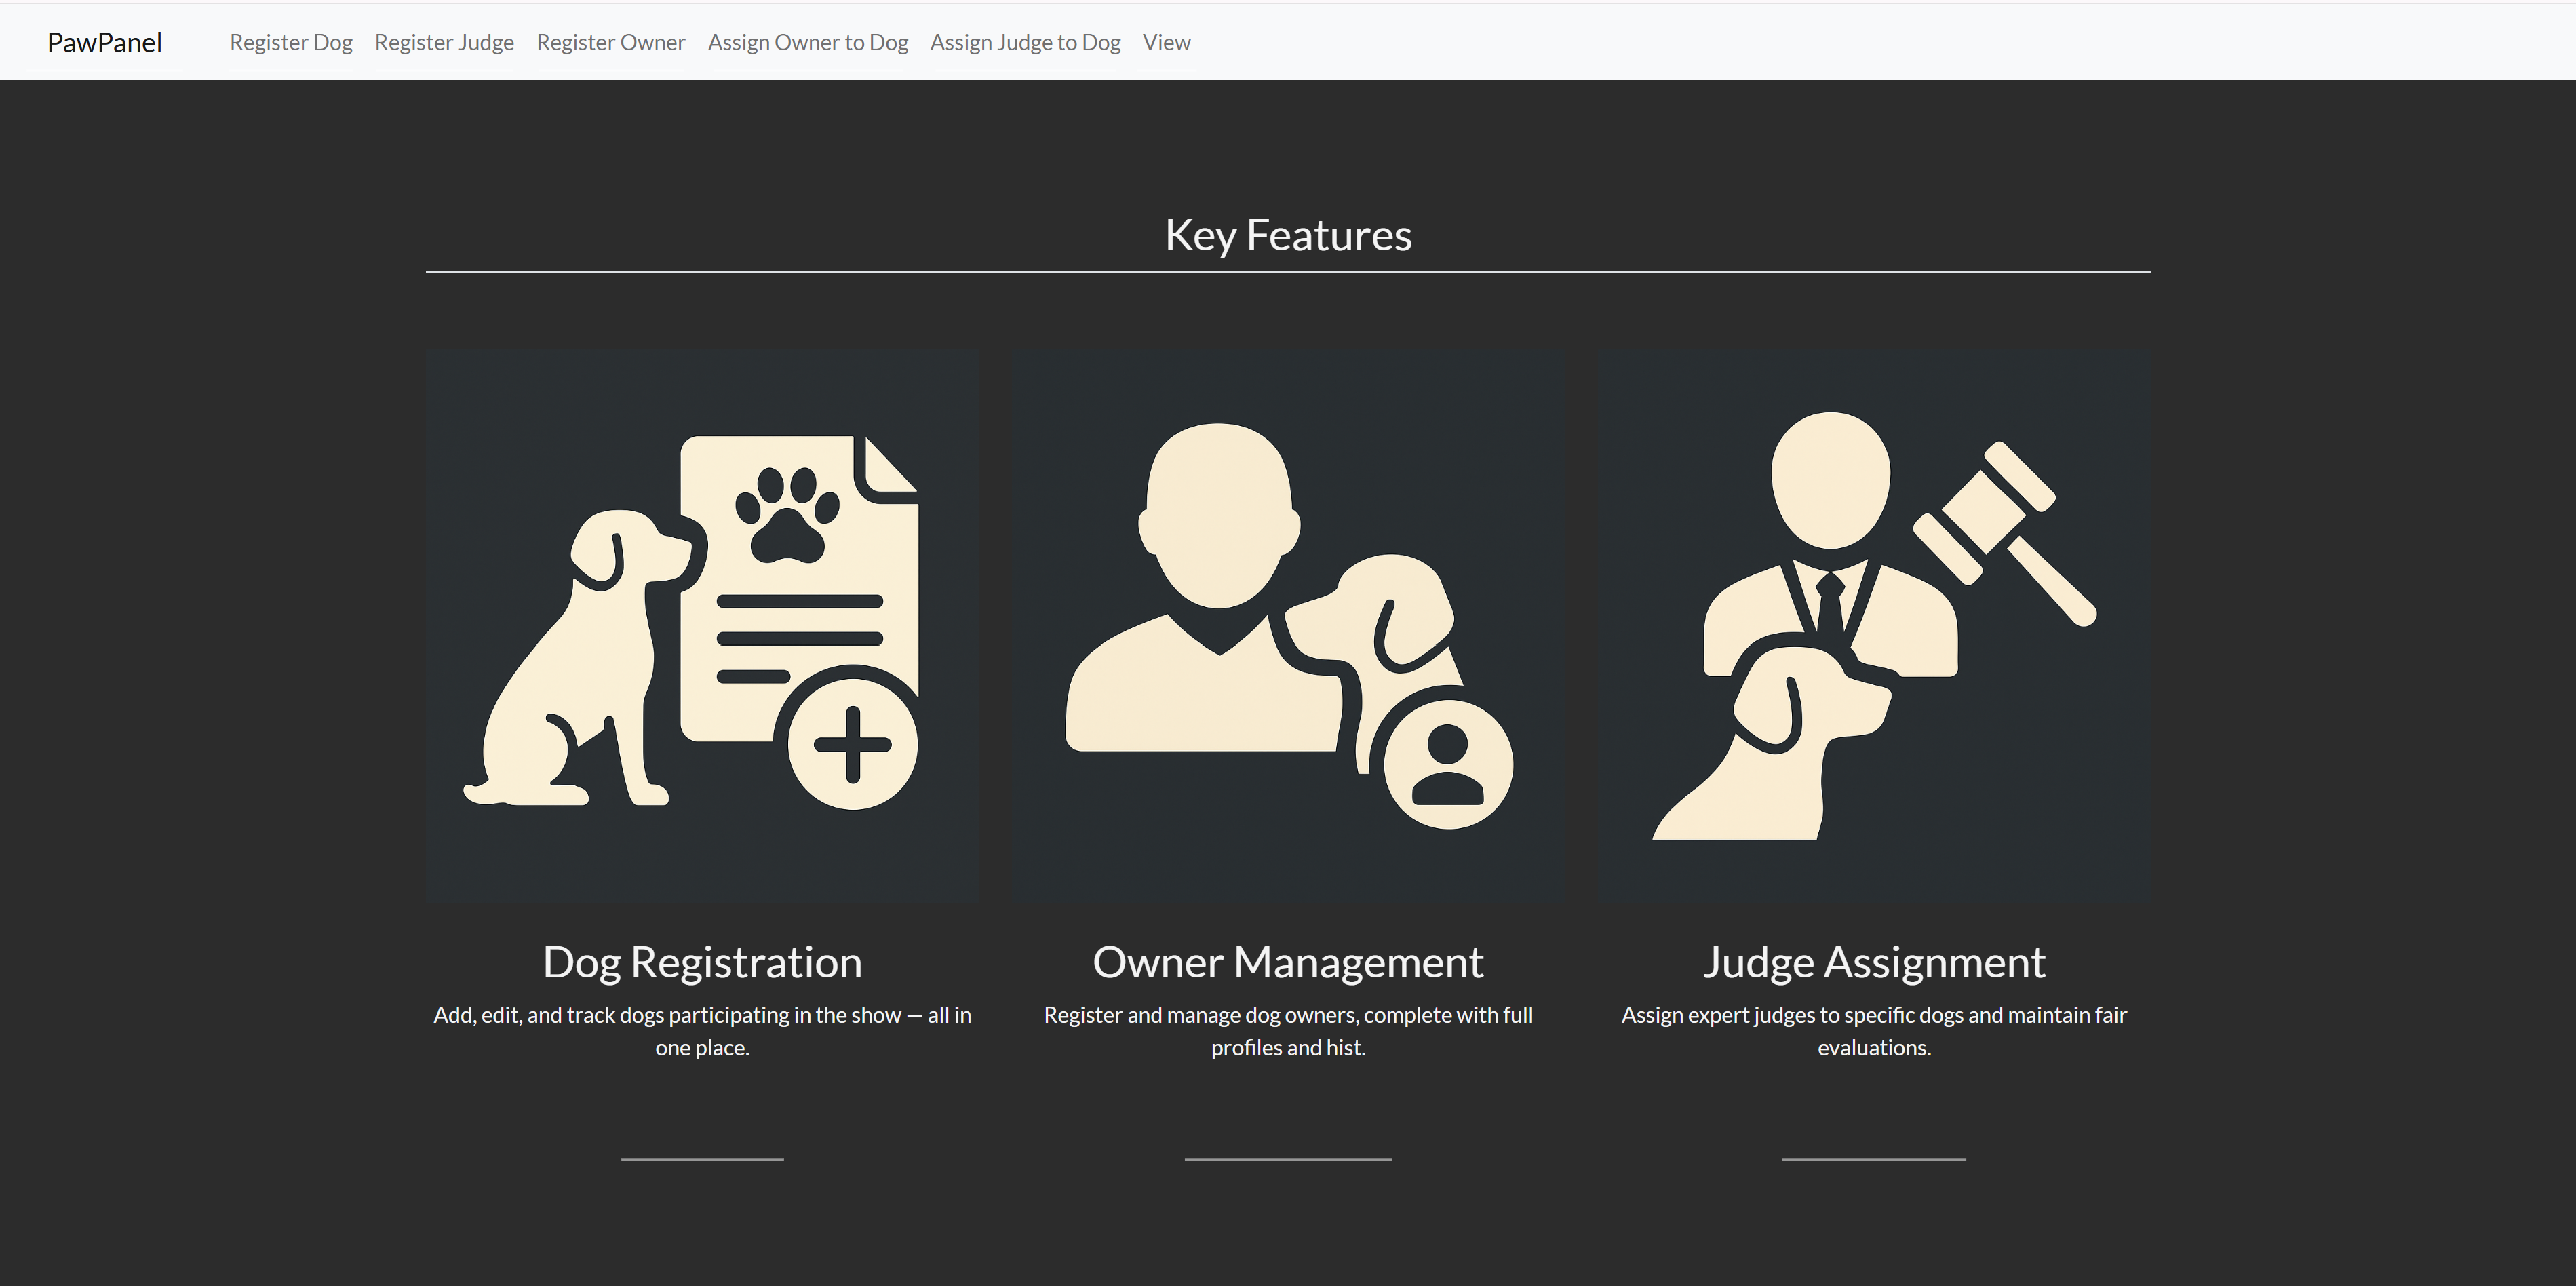 PawPanel
Register Dog
Register Judge
Register Owner
Assign Owner to Dog
Assign Judge to Dog
View
Key Features
Dog Registration
Add, edit, and track dogs participating in the show — all in
one place.
Owner Management
Register and manage dog owners, complete with full
profiles and hist.
Judge Assignment
Assign expert judges to specific dogs and maintain fair
evaluations.